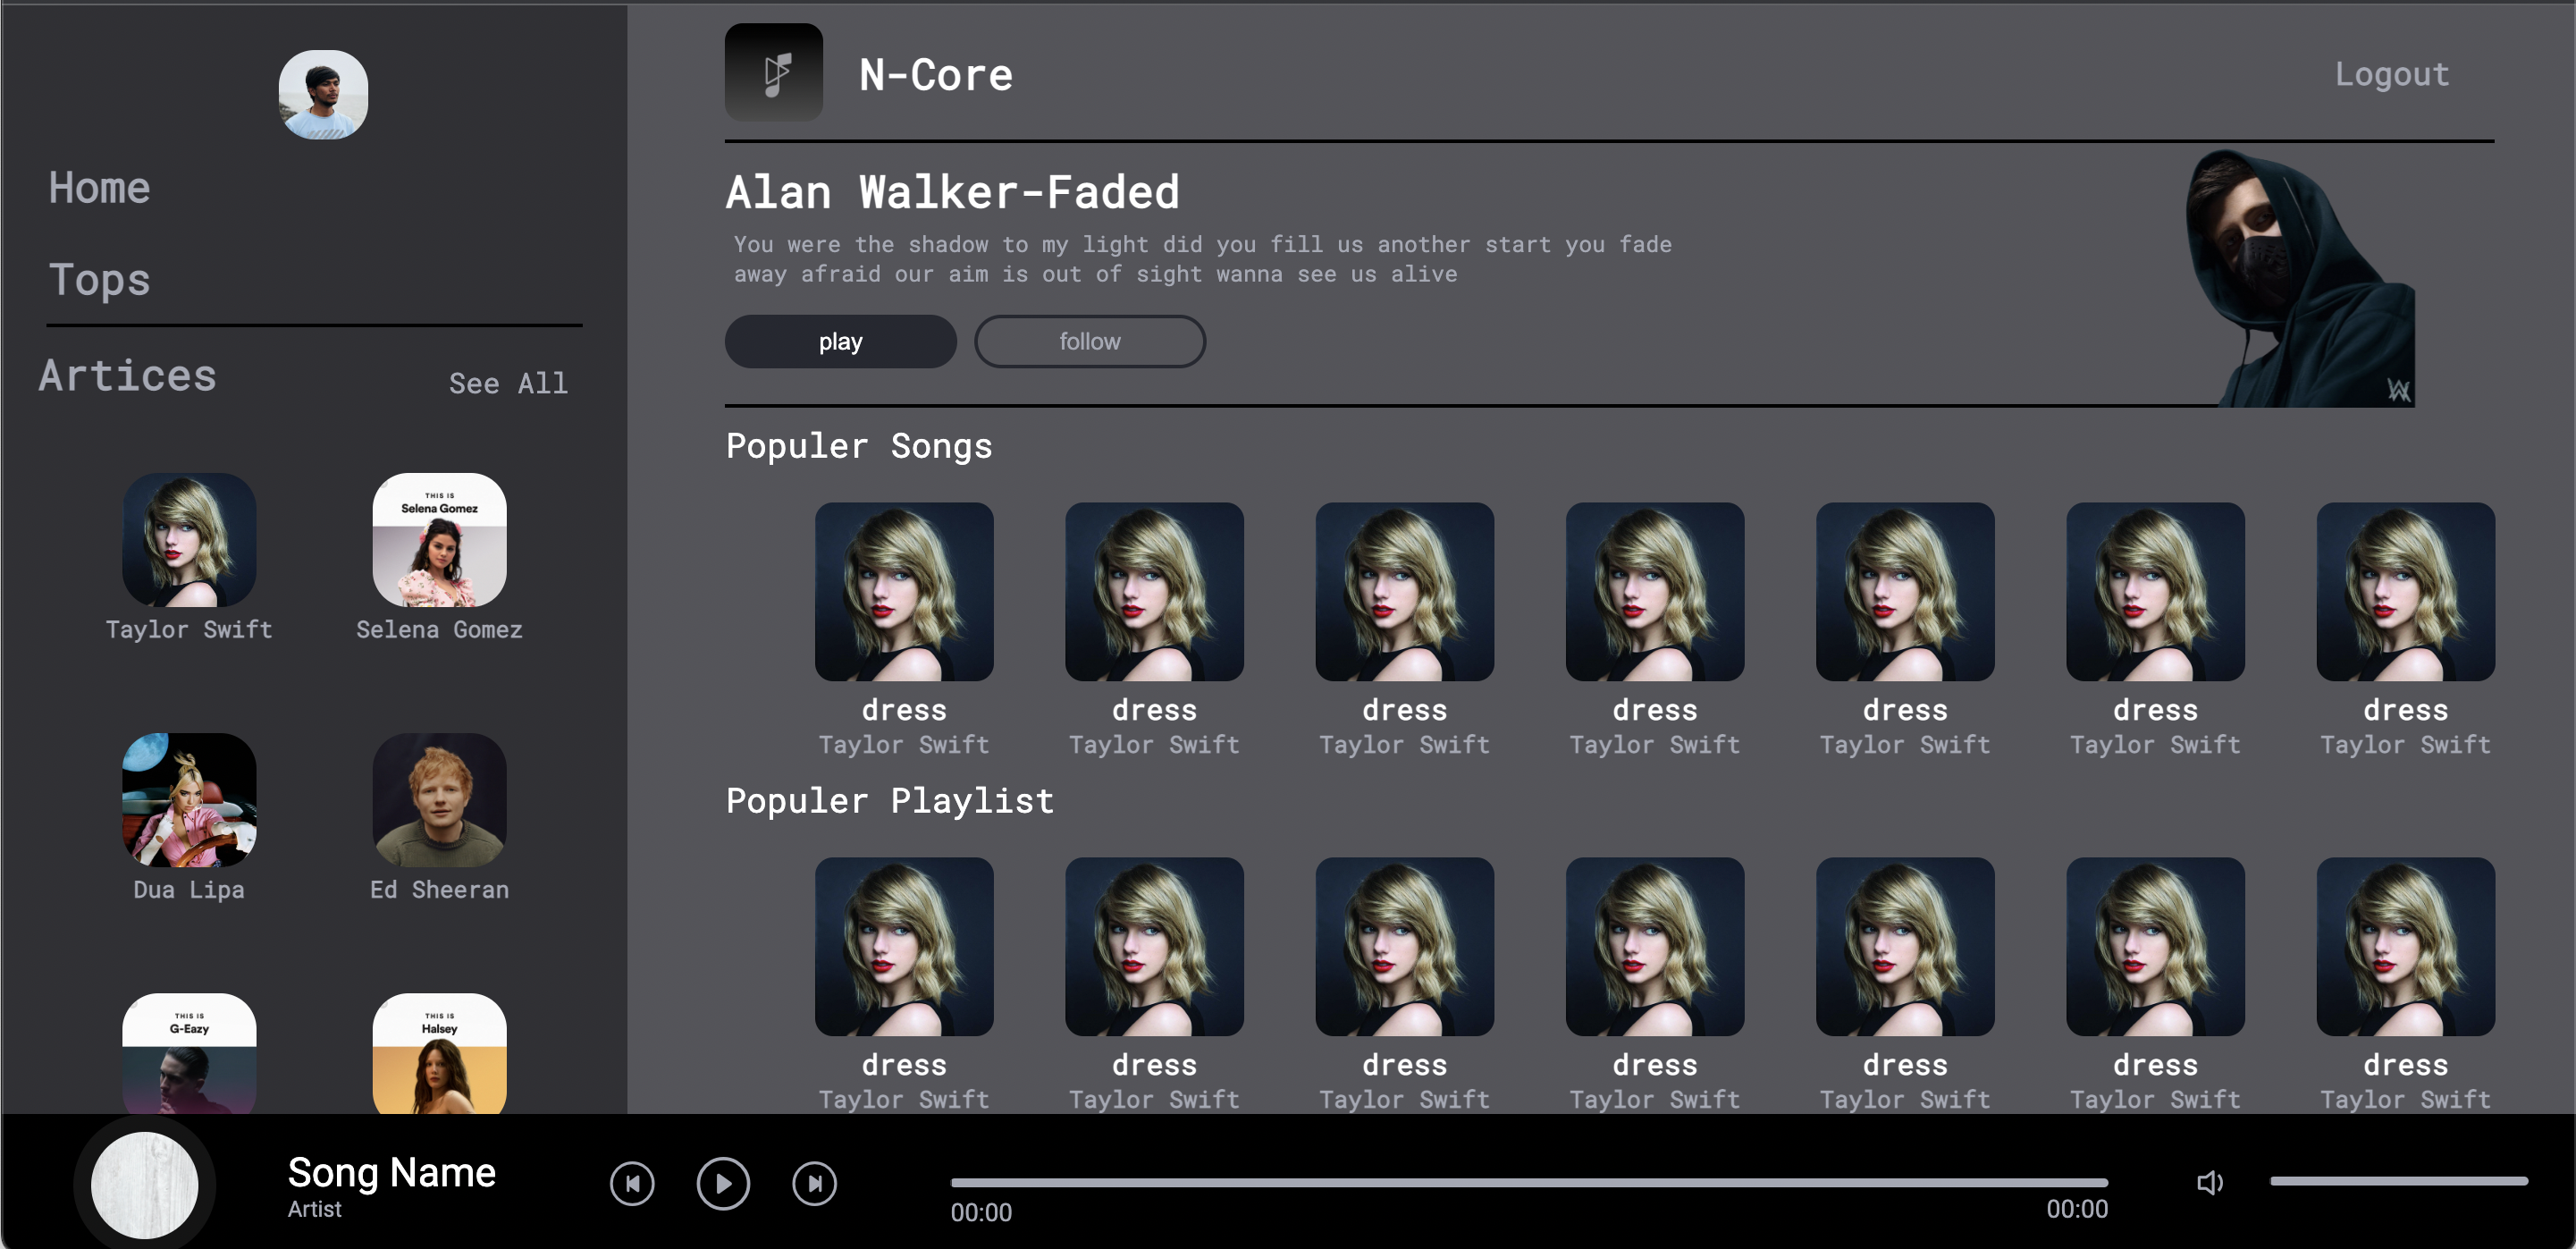 Home
Tops
Artices
See All
THIS IS
Selena Gomez
Taylor Swift
Selena Gomez
Dua Lipa
Ed Sheeran
THIS IS
G-Eazy
THIS IS
Halsey
N-Core
Logout
Alan Walker-Faded
You were the shadow to my light did you fill us another start you fade
away afraid our aim is out of sight wanna see us alive
play
follow
Populer Songs
dress
Taylor Swift
dress
Taylor Swift
dress
Taylor Swift
dress
Taylor Swift
dress
Taylor Swift
dress
Taylor Swift
dress
Taylor Swift
Populer Playlist
dress
Taylor Swift
dress
Taylor Swift
dress
Taylor Swift
dress
Taylor Swift
dress
Taylor Swift
dress
Taylor Swift
dress
Taylor Swift
Song Name
Artist
00:00
00:00